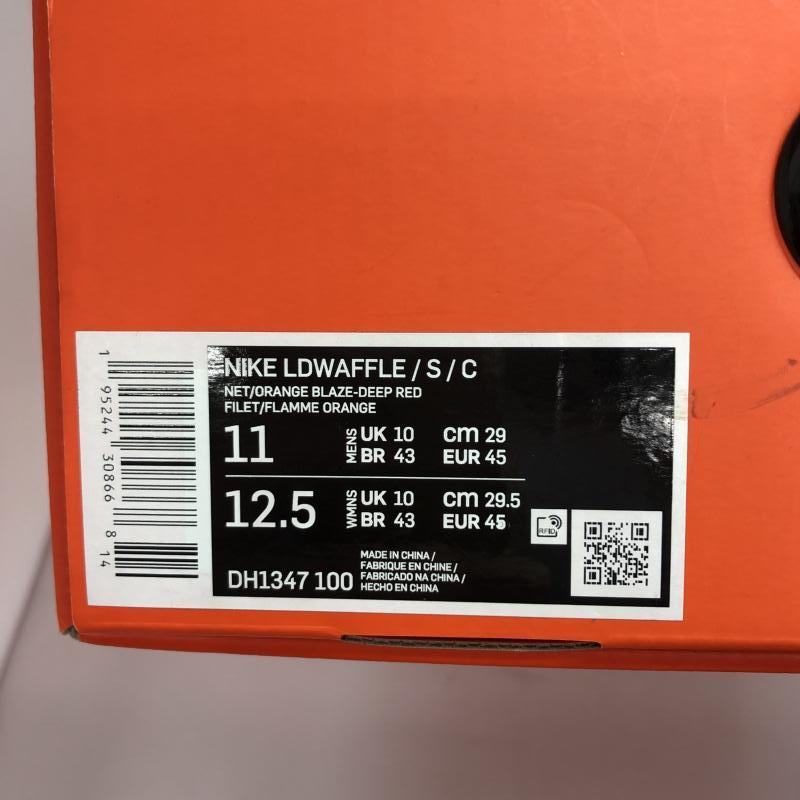 1 95244 30866 8 14
NIKE LDWAFFLE / S / C
NET/ORANGE BLAZE-DEEP RED
FILET/FLAMME ORANGE
11 MENS UK 10 cm 29
BR 43 EUR 45
12.5 WMNS UK 10 cm 29.5
BR 43 EUR 45
RFID
DH1347 100
MADE IN CHINA /
FABRIQUE EN CHINE /
FABRICADO NA CHINA /
HECHO EN CHINA